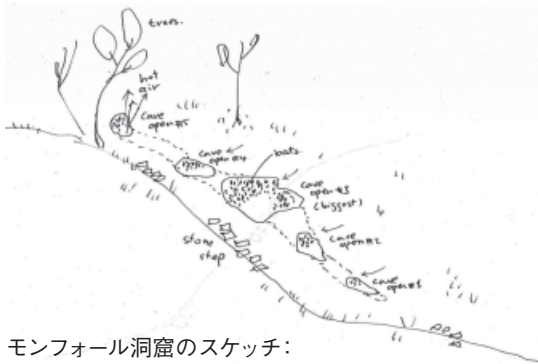 trees.
hot
air
cave
open#5
cave
open#4
bats
cave
open#3
(biggest)
cave
open#2
cave
open#1
stone
step
モンフォール洞窟のスケッチ：